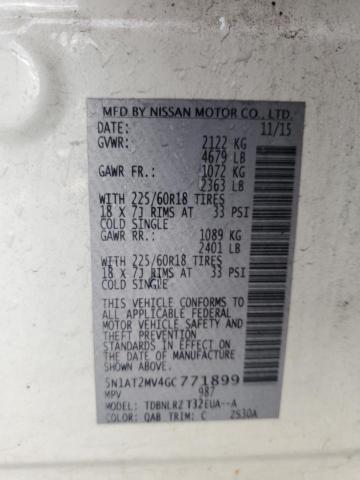 MFD BY NISSAN MOTOR CO., LTD.
DATE: 11/15
GVWR: 2122 KG
4679 LB
GAWR FR.: 1072 KG
2363 LB
WITH 225/60R18 TIRES
18 X 7J RIMS AT 33 PSI
COLD SINGLE
GAWR RR.: 1089 KG
2401 LB
WITH 225/60R18 TIRES
18 X 7J RIMS AT 33 PSI
COLD SINGLE
THIS VEHICLE CONFORMS TO
ALL APPLICABLE FEDERAL
MOTOR VEHICLE SAFETY
AND THEFT PREVENTION
STANDARDS IN EFFECT ON
THE DATE OF MANUFACTURE
SHOWN ABOVE.
5N1AT2MV4GC771899
MPV 987
MODEL: TDBNLRZ T32EUA--A
COLOR: QAB TRIM: C 2S30A